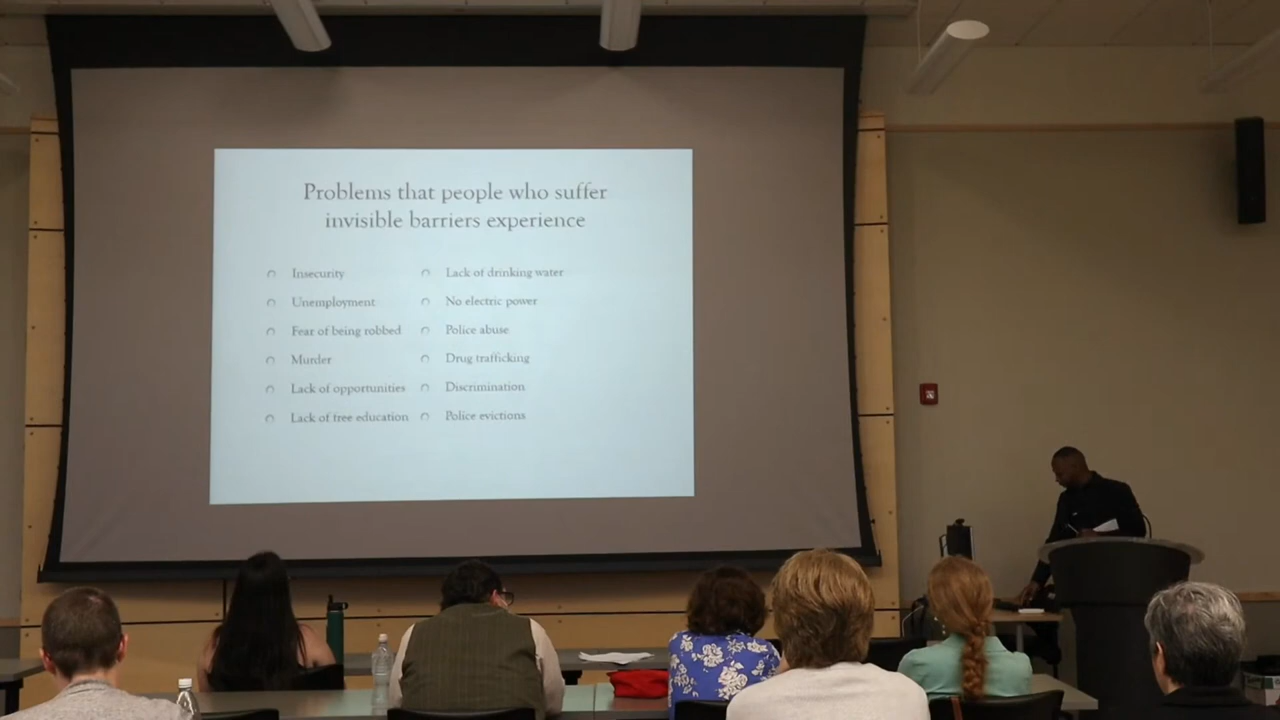 Problems that people who suffer
invisible barriers experience
Insecurity
Unemployment
Fear of being robbed
Murder
Lack of opportunities
Lack of free education
Lack of drinking water
No electric power
Police abuse
Drug trafficking
Discrimination
Police evictions